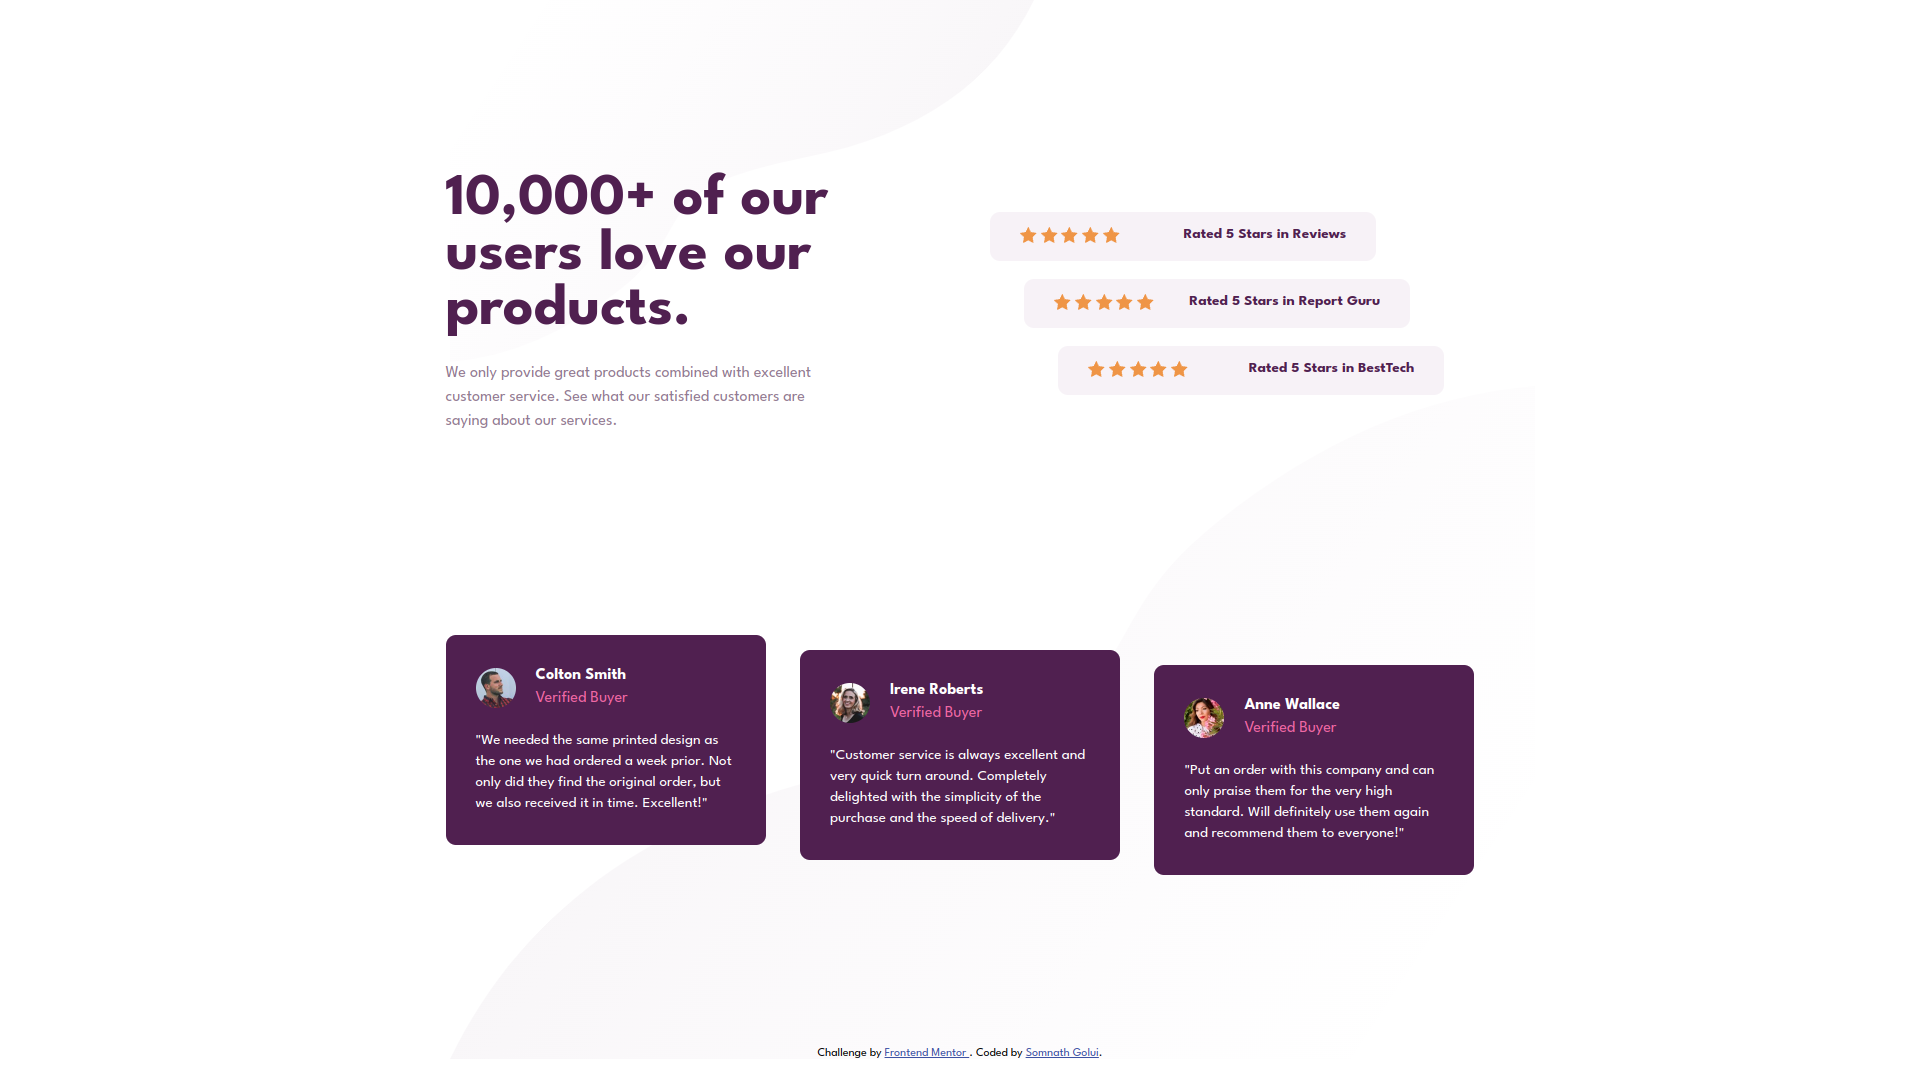 10,000+ of our
users love our
products.
We only provide great products combined with excellent
customer service. See what our satisfied customers are
saying about our services.
Rated 5 Stars in Reviews
Rated 5 Stars in Report Guru
Rated 5 Stars in BestTech
Colton Smith
Verified Buyer
"We needed the same printed design as
the one we had ordered a week prior. Not
only did they find the original order, but
we also received it in time. Excellent!"
Irene Roberts
Verified Buyer
"Customer service is always excellent and
very quick turn around. Completely
delighted with the simplicity of the
purchase and the speed of delivery."
Anne Wallace
Verified Buyer
"Put an order with this company and can
only praise them for the very high
standard. Will definitely use them again
and recommend them to everyone!"
Challenge by Frontend Mentor . Coded by Somnath Golui.